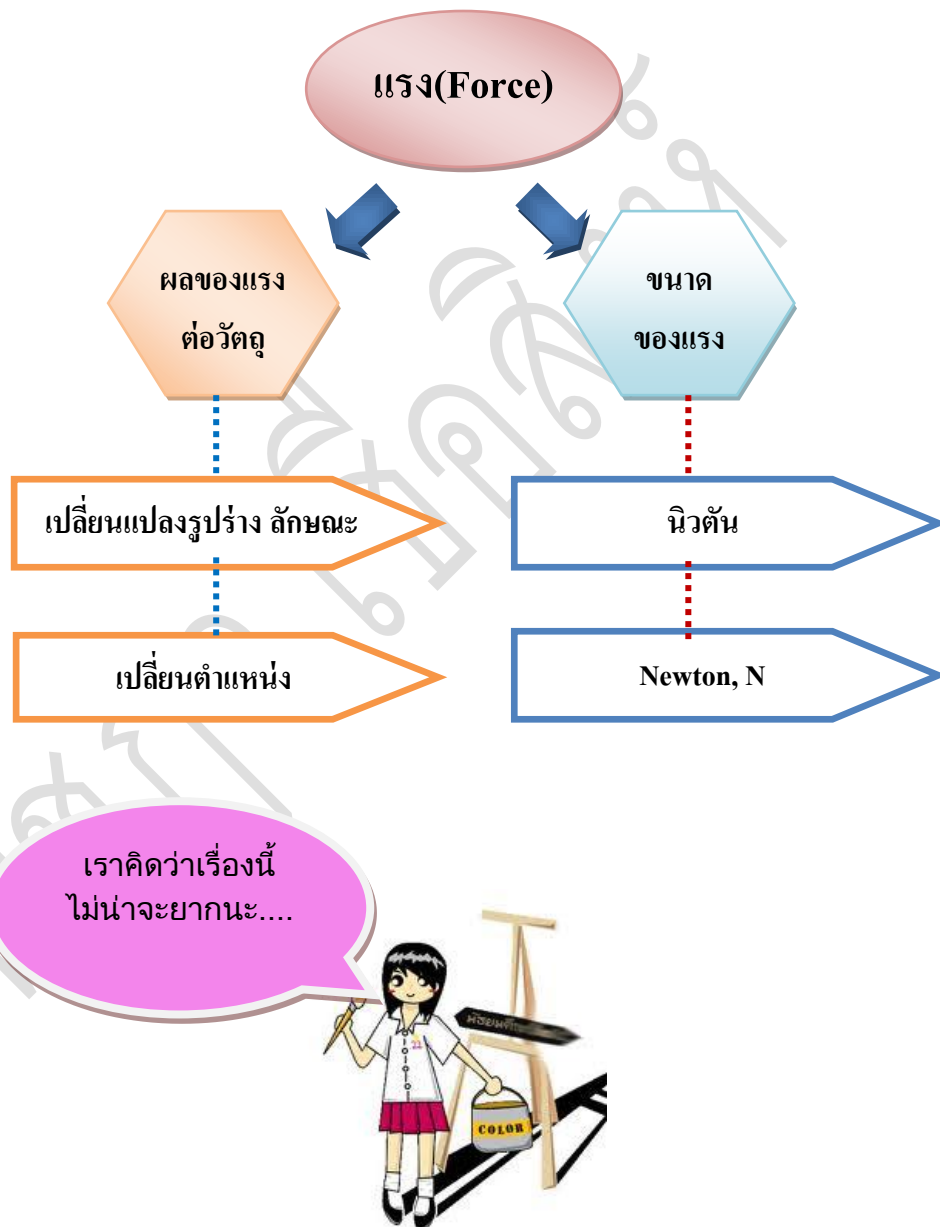 แรง(Force)
ผลของแรง
ต่อวัตถุ
ขนาด
ของแรง
เปลี่ยนแปลงรูปร่าง ลักษณะ
นิวตัน
เปลี่ยนตำแหน่ง
Newton, N
เราคิดว่าเรื่องนี้
ไม่น่าจะยากนะ....
22
COLOR